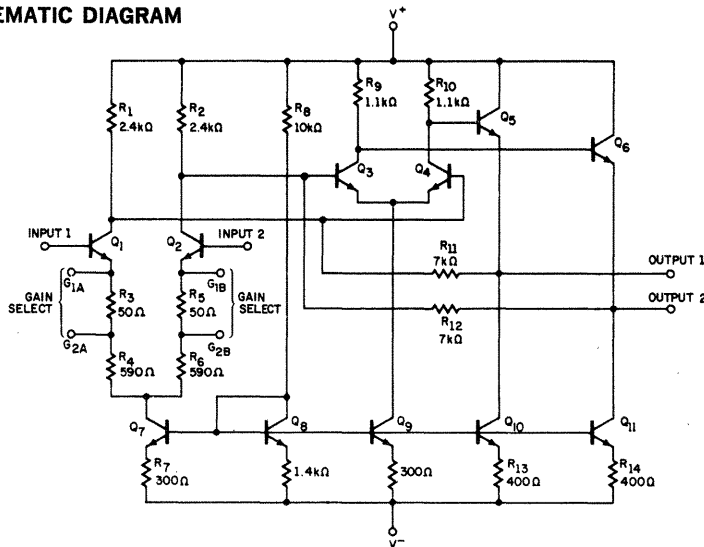 EMATIC DIAGRAM
V+
R1
2.4kΩ
R2
2.4kΩ
R8
10kΩ
R9
1.1kΩ
R10
1.1kΩ
Q5
Q6
Q3
Q4
INPUT 1
Q1
Q2
INPUT 2
R11
7kΩ
OUTPUT 1
G1A
G1B
GAIN
SELECT
R3
50Ω
R5
50Ω
GAIN
SELECT
R12
7kΩ
OUTPUT 2
G2A
G2B
R4
590Ω
R6
590Ω
Q7
Q8
Q9
Q10
Q11
R7
300Ω
1.4kΩ
300Ω
R13
400Ω
R14
400Ω
V−